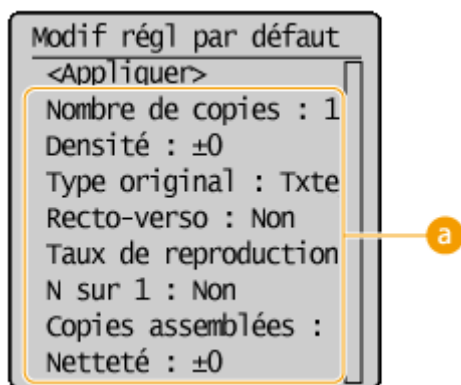 Modif régl par défaut
<Appliquer>
Nombre de copies : 1
Densité : ±0
Type original : Txte
Recto-verso : Non
Taux de reproduction
N sur 1 : Non
Copies assemblées :
Netteté : ±0
a